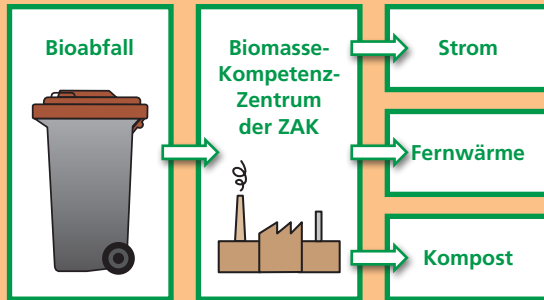 Bioabfall
Biomasse-
Kompetenz-
Zentrum
der ZAK
Strom
Fernwärme
Kompost